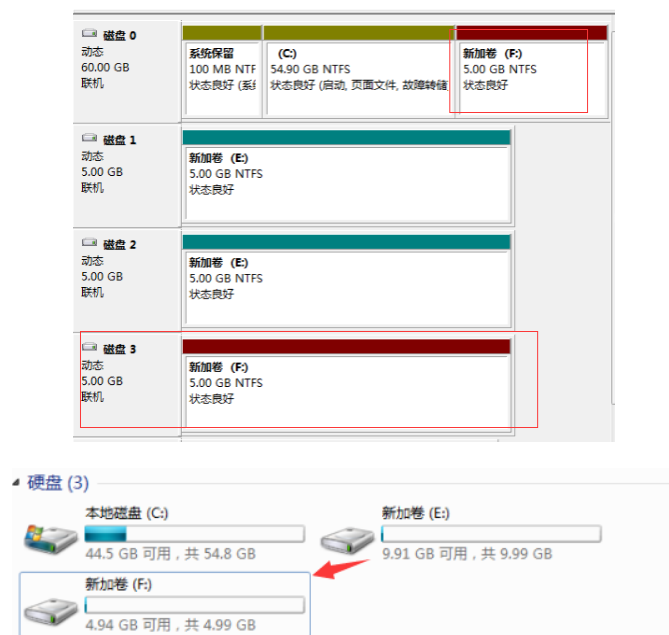 磁盘 0
动态
60.00 GB
联机
系统保留
100 MB NTF
状态良好 (系
(C:)
54.90 GB NTFS
状态良好 (启动, 页面文件, 故障转储
新加卷 (F:)
5.00 GB NTFS
状态良好
磁盘 1
动态
5.00 GB
联机
新加卷 (E:)
5.00 GB NTFS
状态良好
磁盘 2
动态
5.00 GB
联机
新加卷 (E:)
5.00 GB NTFS
状态良好
磁盘 3
动态
5.00 GB
联机
新加卷 (F:)
5.00 GB NTFS
状态良好
硬盘 (3)
本地磁盘 (C:)
44.5 GB 可用，共 54.8 GB
新加卷 (E:)
9.91 GB 可用，共 9.99 GB
新加卷 (F:)
4.94 GB 可用，共 4.99 GB